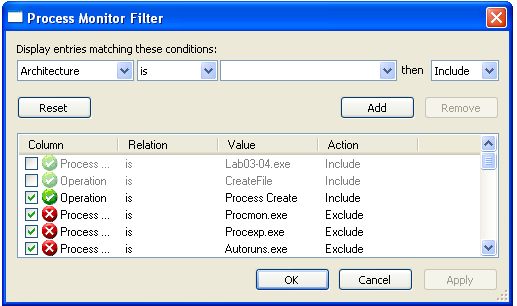 Process Monitor Filter
Display entries matching these conditions:
Architecture is then Include
Reset Add Remove
Column Relation Value Action
Process ... is Lab03-04.exe Include
Operation is CreateFile Include
Operation is Process Create Include
Process ... is Procmon.exe Exclude
Process ... is Procexp.exe Exclude
Process ... is Autoruns.exe Exclude
OK Cancel Apply